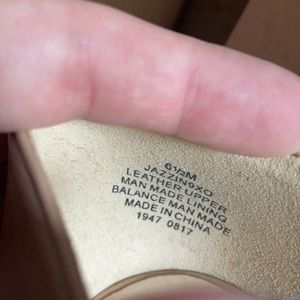 6½M
JAZZIN9XO
LEATHER UPPER
MAN MADE LINING
BALANCE MAN MADE
MADE IN CHINA
1947 0817